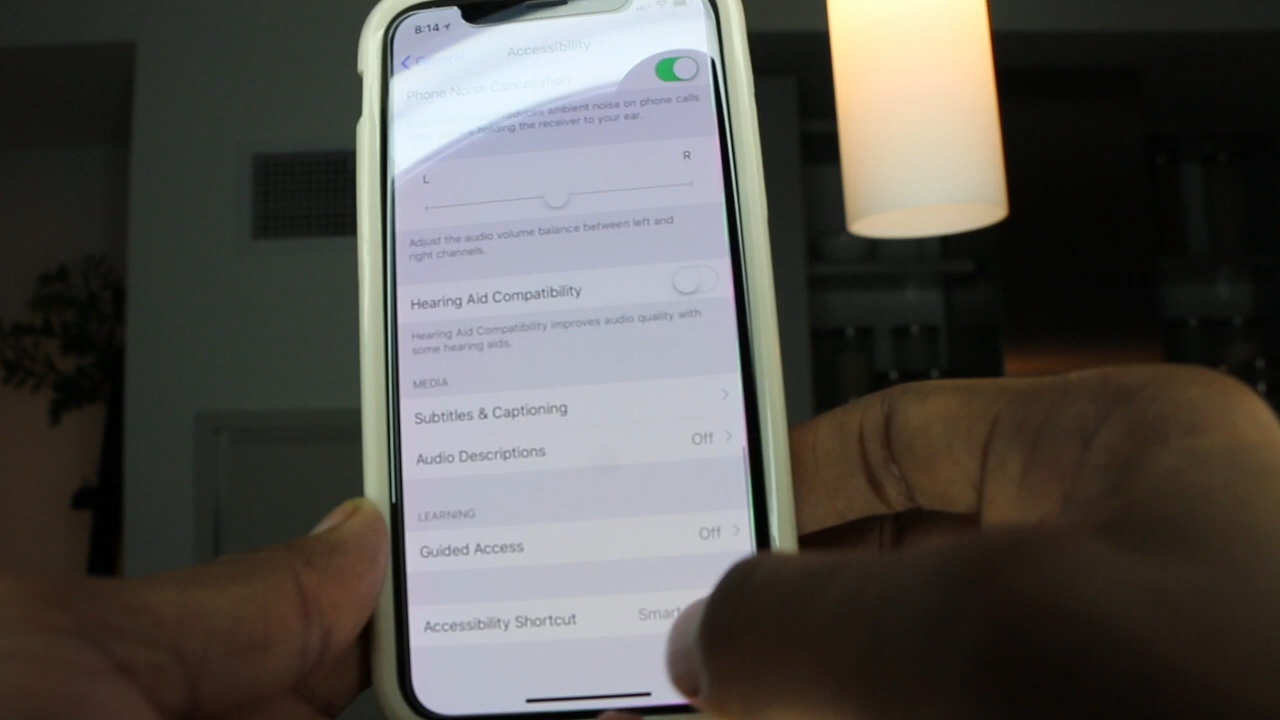 8:14
Accessibility
Phone Noise Cancellation
ambient noise on phone calls
holding the receiver to your ear.
L
R
Adjust the audio volume balance between left and
right channels.
Hearing Aid Compatibility
Hearing Aid Compatibility improves audio quality with
some hearing aids.
MEDIA
Subtitles & Captioning
Audio Descriptions Off
LEARNING
Guided Access Off
Accessibility Shortcut Smart